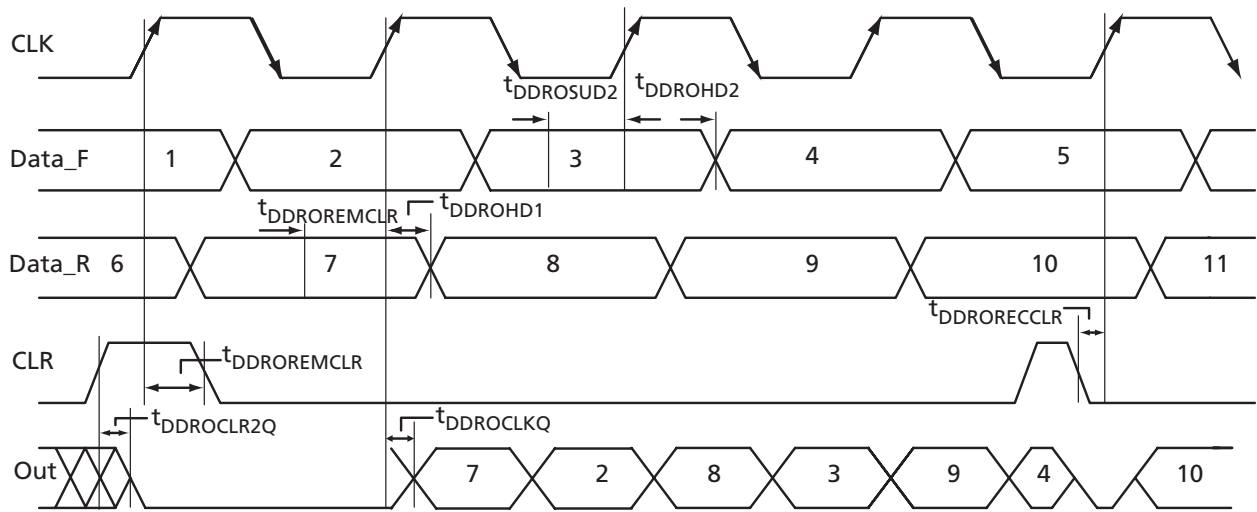 CLK
tDDROSUD2 tDDROHD2
Data_F 1 2 3 4 5
tDDROREMCLR tDDROHD1
Data_R 6 7 8 9 10 11
tDDRORECCLR
CLR tDDROREMCLR
tDDROCLR2Q tDDROCLKQ
Out 7 2 8 3 9 4 10